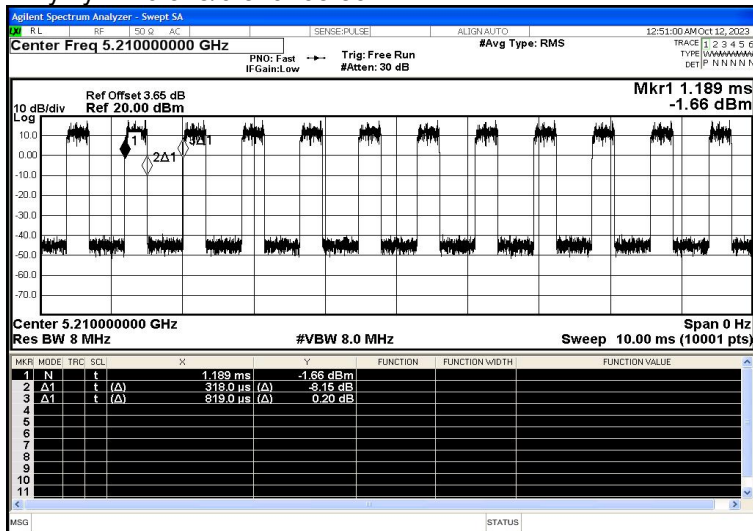 Agilent Spectrum Analyzer - Swept SA
LXI RL RF 50 Ω AC SENSE:PULSE ALIGN AUTO 12:51:00 AM Oct 12, 2023
Center Freq 5.210000000 GHz #Avg Type: RMS TRACE 1 2 3 4 5 6
PNO: Fast Trig: Free Run TYPE
IFGain:Low #Atten: 30 dB DET P N N N N N
Mkr1 1.189 ms
Ref Offset 3.65 dB
10 dB/div Ref 20.00 dBm -1.66 dBm
Log
10.0
0.00
-10.0
-20.0
-30.0
-40.0
-50.0
-60.0
-70.0
1
2Δ1
3Δ1
Center 5.210000000 GHz Span 0 Hz
Res BW 8 MHz #VBW 8.0 MHz Sweep 10.00 ms (10001 pts)
MKR MODE TRC SCL X Y FUNCTION FUNCTION WIDTH FUNCTION VALUE
1 N t 1.189 ms -1.66 dBm
2 Δ1 t (Δ) 318.0 µs (Δ) -8.15 dB
3 Δ1 t (Δ) 819.0 µs (Δ) 0.20 dB
4
5
6
7
8
9
10
11
MSG STATUS